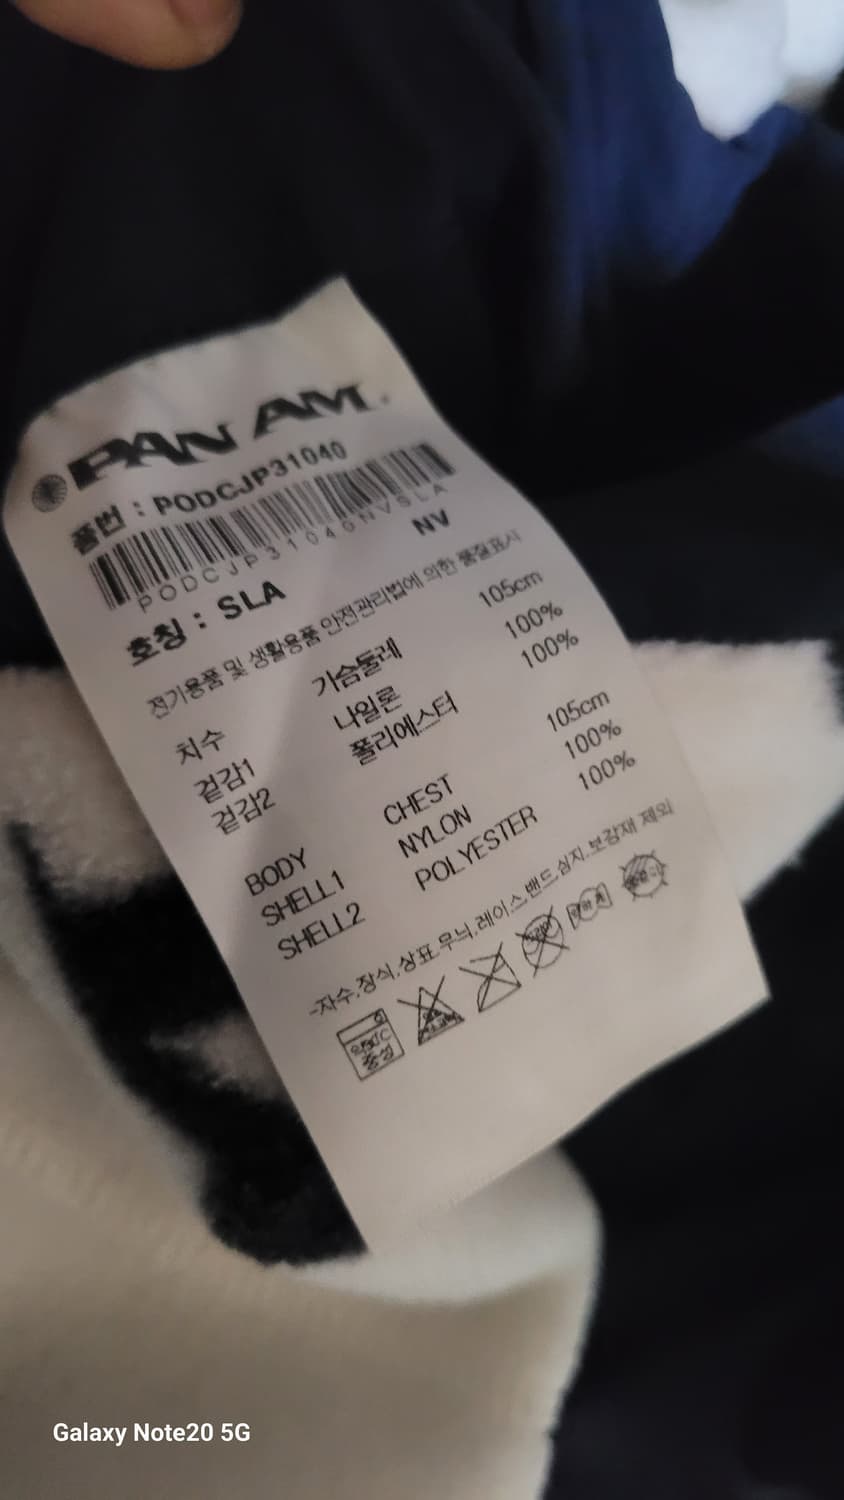 PAN AM
품번 : PODCJP31040
PODCJP31040NVSLA
NV
호칭 : SLA
전기용품 및 생활용품 안전관리법에 의한 품질표시
치수 가슴둘레 105cm
겉감1 나일론 100%
겉감2 폴리에스터 100%
BODY CHEST 105cm
SHELL1 NYLON 100%
SHELL2 POLYESTER 100%
-자수.장식.상표.무늬.레이스.밴드.심지.보강재 제외
중성
Galaxy Note20 5G